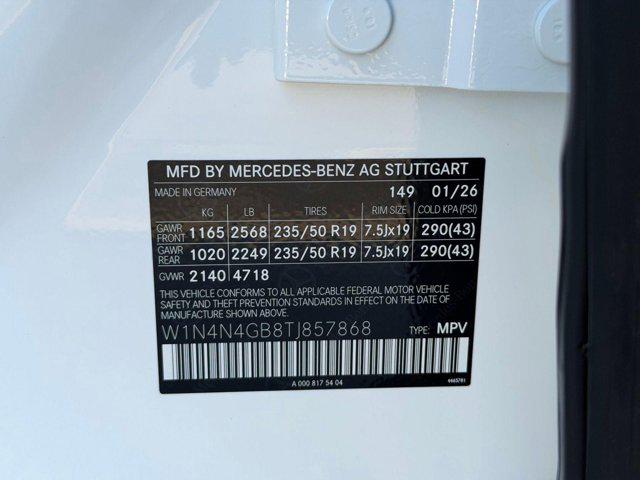 MFD BY MERCEDES-BENZ AG STUTTGART
MADE IN GERMANY 149 01/26
KG LB TIRES RIM SIZE COLD KPA (PSI)
GAWR FRONT 1165 2568 235/50 R19 7.5Jx19 290(43)
GAWR REAR 1020 2249 235/50 R19 7.5Jx19 290(43)
GVWR 2140 4718
THIS VEHICLE CONFORMS TO ALL APPLICABLE FEDERAL MOTOR VEHICLE
SAFETY AND THEFT PREVENTION STANDARDS IN EFFECT ON THE DATE OF
MANUFACTURE SHOWN ABOVE.
W1N4N4GB8TJ857868 TYPE: MPV
A 000 817 54 04